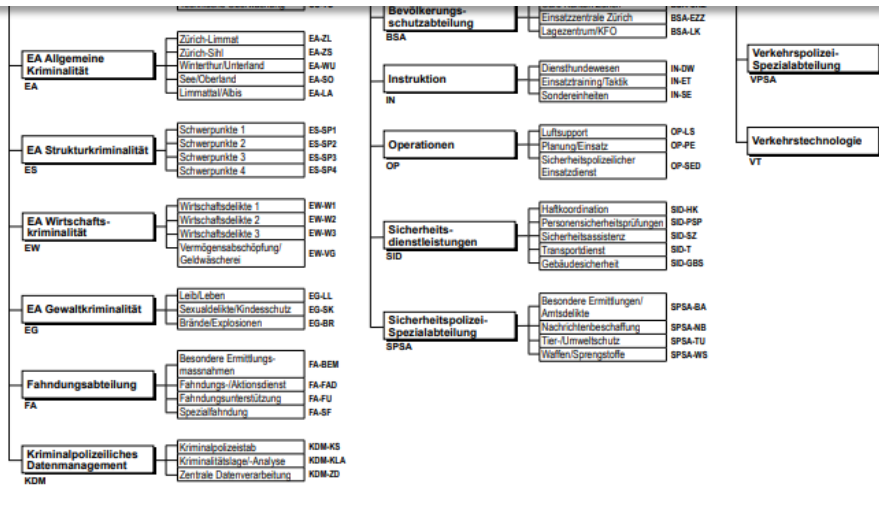 EA Allgemeine
Kriminalität
EA
Zürich-Limmat EA-ZL
Zürich-Sihl EA-ZS
Winterthur/Unterland EA-WU
See/Oberland EA-SO
Limmattal/Albis EA-LA
EA Strukturkriminalität
ES
Schwerpunkte 1 ES-SP1
Schwerpunkte 2 ES-SP2
Schwerpunkte 3 ES-SP3
Schwerpunkte 4 ES-SP4
EA Wirtschafts-
kriminalität
EW
Wirtschaftsdelikte 1 EW-W1
Wirtschaftsdelikte 2 EW-W2
Wirtschaftsdelikte 3 EW-W3
Vermögensabschöpfung/
Geldwäscherei EW-VG
EA Gewaltkriminalität
EG
Leib/Leben EG-LL
Sexualdelikte/Kindesschutz EG-SK
Brände/Explosionen EG-BR
Fahndungsabteilung
FA
Besondere Ermittlungs-
massnahmen FA-BEM
Fahndungs-/Aktionsdienst FA-FAD
Fahndungsunterstützung FA-FU
Spezialfahndung FA-SF
Kriminalpolizeiliches
Datenmanagement
KDM
Kriminalpolizeistab KDM-KS
Kriminalitätslage/-Analyse KDM-KLA
Zentrale Datenverarbeitung KDM-ZD
Bevölkerungs-
schutzabteilung
BSA
Einsatzzentrale Zürich BSA-EZZ
Lagezentrum/KFO BSA-LK
Instruktion
IN
Diensthundewesen IN-DW
Einsatztraining/Taktik IN-ET
Sondereinheiten IN-SE
Operationen
OP
Luftsupport OP-LS
Planung/Einsatz OP-PE
Sicherheitspolizeilicher
Einsatzdienst OP-SED
Sicherheits-
dienstleistungen
SID
Haftkoordination SID-HK
Personensicherheitsprüfungen SID-PSP
Sicherheitsassistenz SID-SZ
Transportdienst SID-T
Gebäudesicherheit SID-GBS
Sicherheitspolizei-
Spezialabteilung
SPSA
Besondere Ermittlungen/
Amtsdelikte SPSA-BA
Nachrichtenbeschaffung SPSA-NB
Tier-/Umweltschutz SPSA-TU
Waffen/Sprengstoffe SPSA-WS
Verkehrspolizei-
Spezialabteilung
VPSA
Verkehrstechnologie
VT